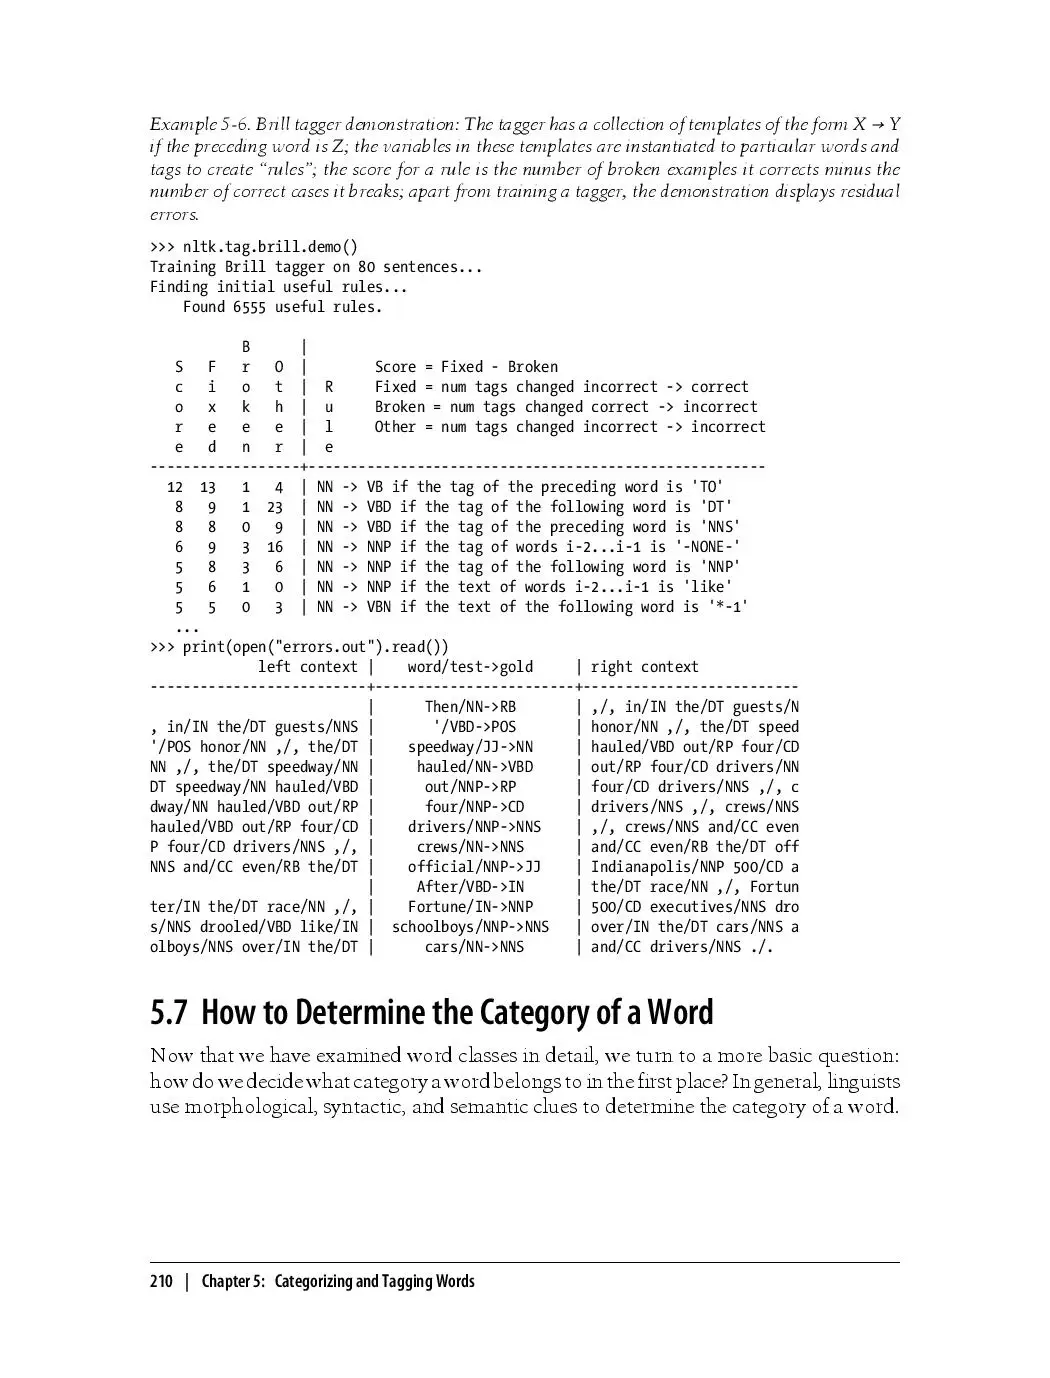 Example 5-6. Brill tagger demonstration: The tagger has a collection of templates of the form X → Y
if the preceding word is Z; the variables in these templates are instantiated to particular words and
tags to create “rules”; the score for a rule is the number of broken examples it corrects minus the
number of correct cases it breaks; apart from training a tagger, the demonstration displays residual
errors.
>>> nltk.tag.brill.demo()
Training Brill tagger on 80 sentences...
Finding initial useful rules...
    Found 6555 useful rules.

           B      |
   S   F   r   O  |        Score = Fixed - Broken
   c   i   o   t  |  R     Fixed = num tags changed incorrect -> correct
   o   x   k   h  |  u     Broken = num tags changed correct -> incorrect
   r   e   e   e  |  l     Other = num tags changed incorrect -> incorrect
   e   d   n   r  |  e
------------------+-------------------------------------------------------
  12  13   1   4  | NN -> VB if the tag of the preceding word is 'TO'
   8   9   1  23  | NN -> VBD if the tag of the following word is 'DT'
   8   8   0   9  | NN -> VBD if the tag of the preceding word is 'NNS'
   6   9   3  16  | NN -> NNP if the tag of words i-2...i-1 is '-NONE-'
   5   8   3   6  | NN -> NNP if the tag of the following word is 'NNP'
   5   6   1   0  | NN -> NNP if the text of words i-2...i-1 is 'like'
   5   5   0   3  | NN -> VBN if the text of the following word is '*-1'
   ...
>>> print(open("errors.out").read())
             left context |    word/test->gold     | right context
--------------------------+------------------------+--------------------------
                          |      Then/NN->RB       | ,/, in/IN the/DT guests/N
, in/IN the/DT guests/NNS |       '/VBD->POS       | honor/NN ,/, the/DT speed
'/POS honor/NN ,/, the/DT |    speedway/JJ->NN     | hauled/VBD out/RP four/CD
NN ,/, the/DT speedway/NN |     hauled/NN->VBD     | out/RP four/CD drivers/NN
DT speedway/NN hauled/VBD |      out/NNP->RP       | four/CD drivers/NNS ,/, c
dway/NN hauled/VBD out/RP |      four/NNP->CD      | drivers/NNS ,/, crews/NNS
hauled/VBD out/RP four/CD |    drivers/NNP->NNS    | ,/, crews/NNS and/CC even
P four/CD drivers/NNS ,/, |     crews/NN->NNS      | and/CC even/RB the/DT off
NNS and/CC even/RB the/DT |    official/NNP->JJ    | Indianapolis/NNP 500/CD a
                          |     After/VBD->IN      | the/DT race/NN ,/, Fortun
ter/IN the/DT race/NN ,/, |    Fortune/IN->NNP     | 500/CD executives/NNS dro
s/NNS drooled/VBD like/IN |  schoolboys/NNP->NNS   | over/IN the/DT cars/NNS a
olboys/NNS over/IN the/DT |      cars/NN->NNS      | and/CC drivers/NNS ./.
5.7 How to Determine the Category of a Word
Now that we have examined word classes in detail, we turn to a more basic question:
how do we decide what category a word belongs to in the first place? In general, linguists
use morphological, syntactic, and semantic clues to determine the category of a word.
210 | Chapter 5: Categorizing and Tagging Words